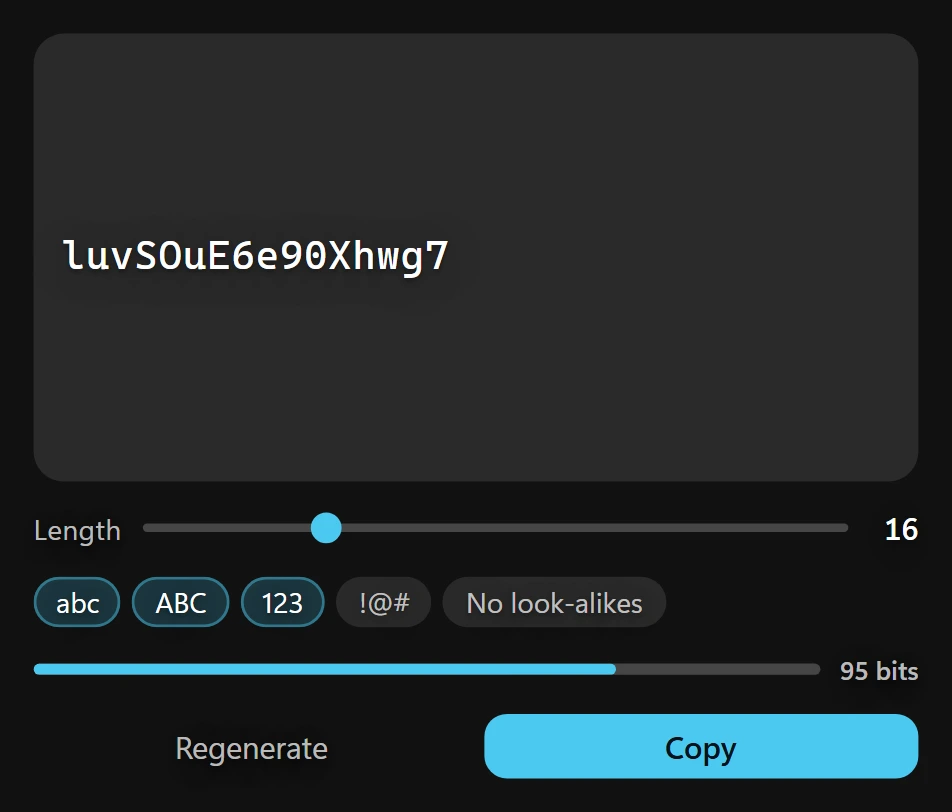 luvSOuE6e90Xhwg7
Length 16
abc ABC 123 !@# No look-alikes
95 bits
Regenerate Copy